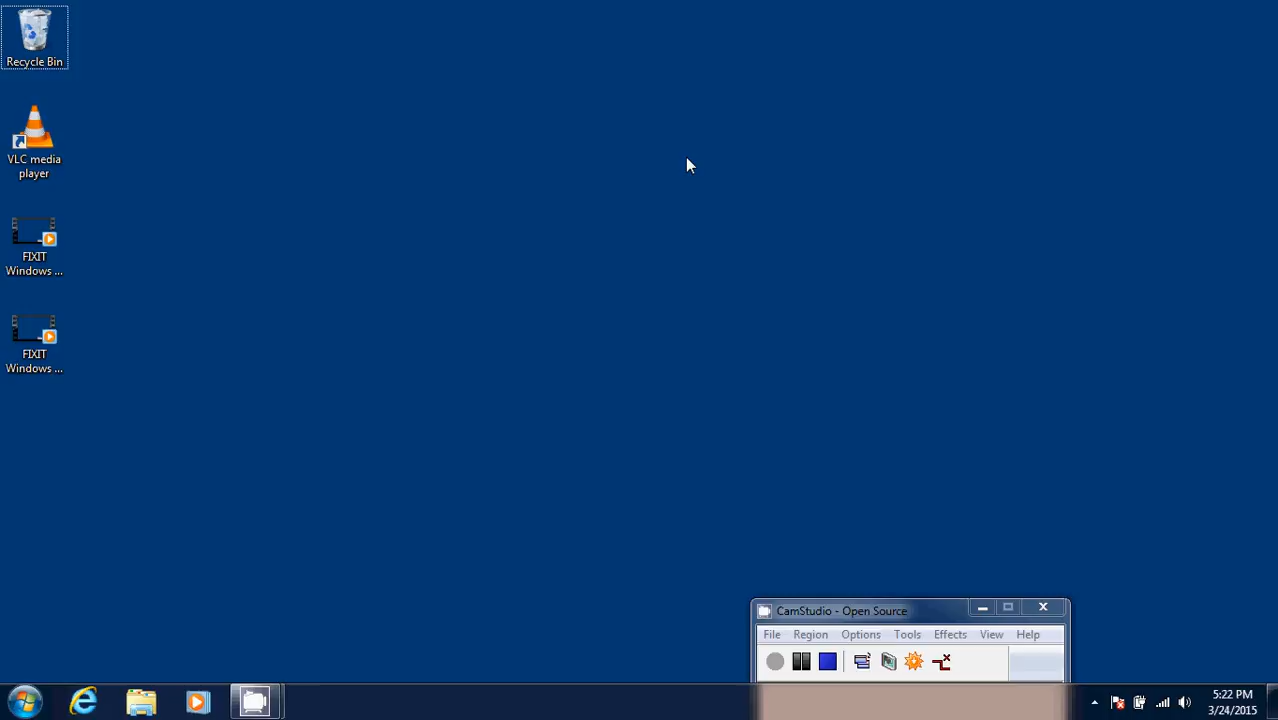 Recycle Bin
VLC media
player
FIXIT
Windows ...
FIXIT
Windows ...
CamStudio - Open Source
File Region Options Tools Effects View Help
5:22 PM
3/24/2015